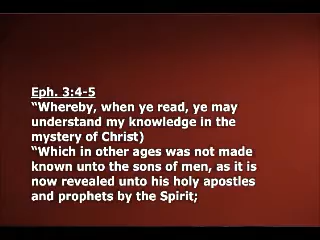 Eph. 3:4-5
“Whereby, when ye read, ye may
understand my knowledge in the
mystery of Christ)
“Which in other ages was not made
known unto the sons of men, as it is
now revealed unto his holy apostles
and prophets by the Spirit;